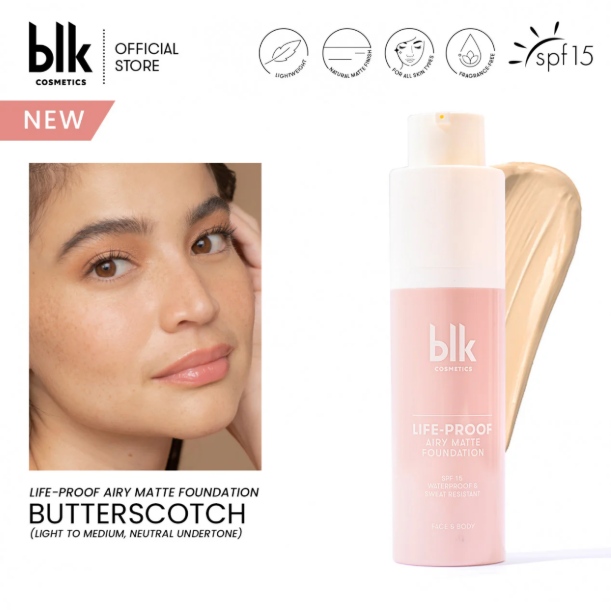 blk
COSMETICS
OFFICIAL
STORE
LIGHTWEIGHT
NATURAL MATTE FINISH
FOR ALL SKIN TYPES
FRAGRANCE-FREE
spf15
NEW
blk
COSMETICS
LIFE-PROOF
AIRY MATTE
FOUNDATION
SPF 15
WATERPROOF &
SWEAT RESISTANT
FACE & BODY
LIFE-PROOF AIRY MATTE FOUNDATION
BUTTERSCOTCH
(LIGHT TO MEDIUM, NEUTRAL UNDERTONE)